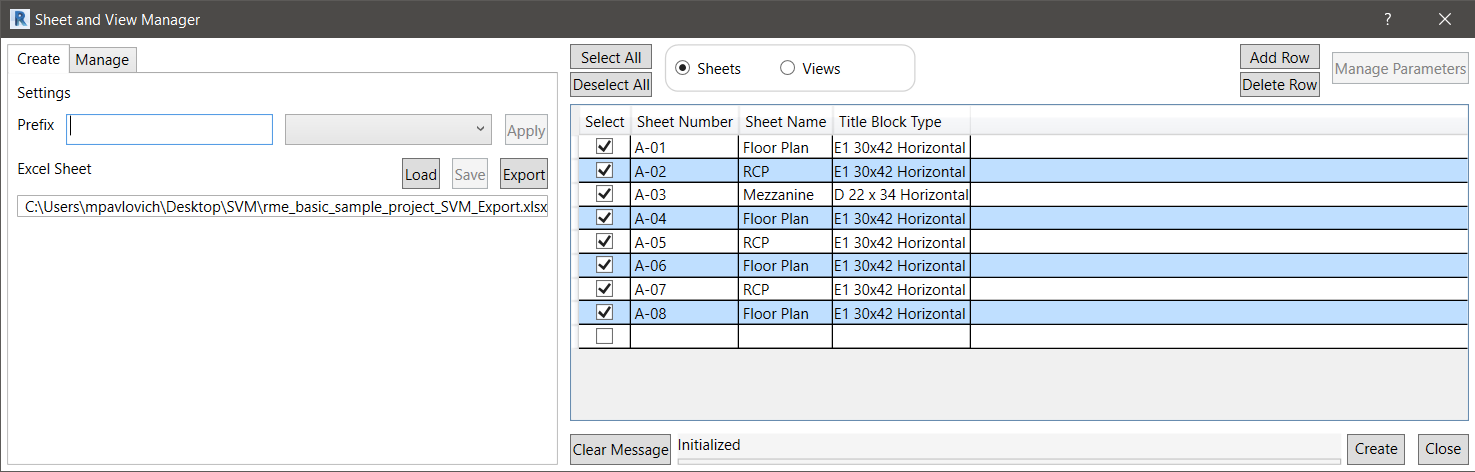 R Sheet and View Manager ?
Create Manage
Settings
Prefix Apply
Excel Sheet Load Save Export
C:\Users\mpavlovich\Desktop\SVM\rme_basic_sample_project_SVM_Export.xlsx
Select All
Deselect All
Sheets Views
Add Row
Delete Row
Manage Parameters
Select Sheet Number Sheet Name Title Block Type
A-01 Floor Plan E1 30x42 Horizontal
A-02 RCP E1 30x42 Horizontal
A-03 Mezzanine D 22 x 34 Horizontal
A-04 Floor Plan E1 30x42 Horizontal
A-05 RCP E1 30x42 Horizontal
A-06 Floor Plan E1 30x42 Horizontal
A-07 RCP E1 30x42 Horizontal
A-08 Floor Plan E1 30x42 Horizontal
Clear Message Initialized Create Close